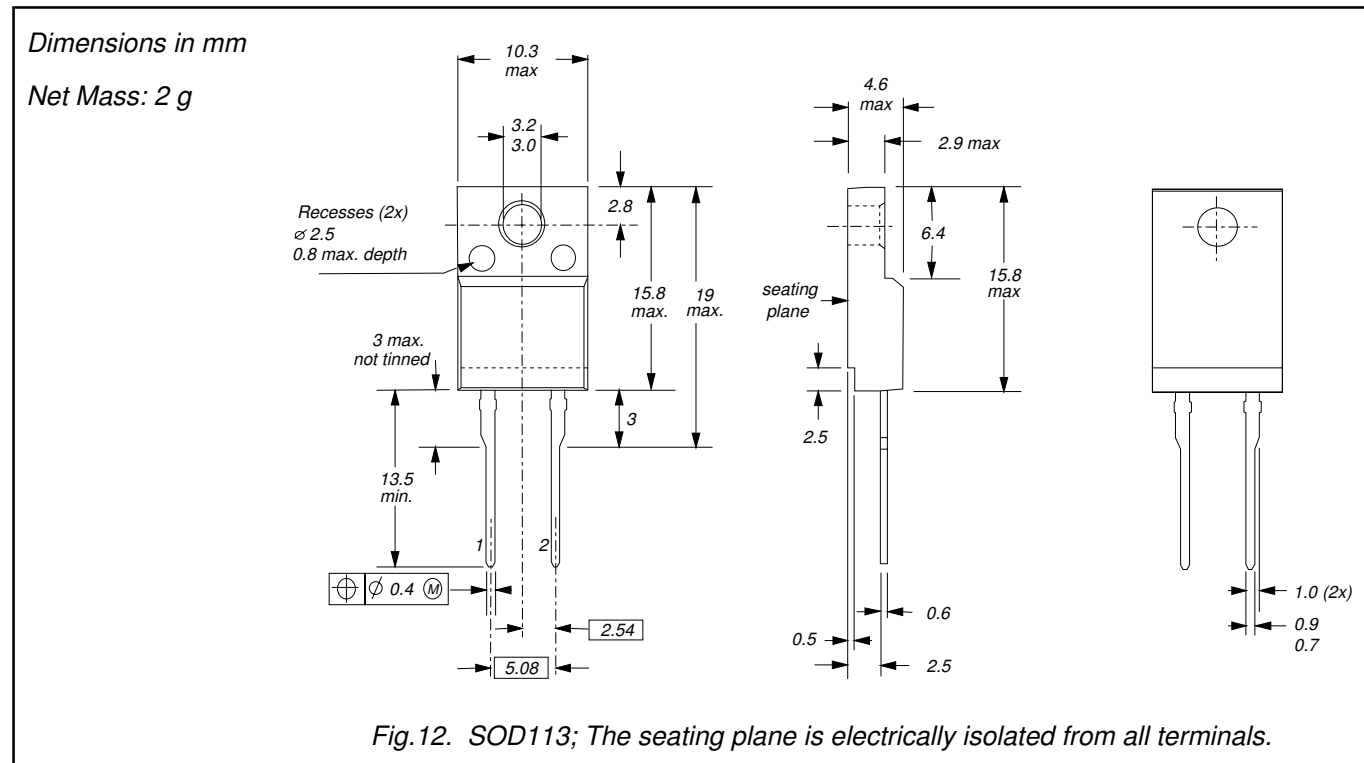 Dimensions in mm
Net Mass: 2 g
10.3
max
3.2
3.0
2.8
Recesses (2x)
⌀ 2.5
0.8 max. depth
15.8
max.
19
max.
3 max.
not tinned
3
13.5
min.
1
2
⌀ 0.4 Ⓜ
2.54
5.08
4.6
max
2.9 max
6.4
15.8
max
seating
plane
2.5
0.6
0.5
2.5
1.0 (2x)
0.9
0.7
Fig.12. SOD113; The seating plane is electrically isolated from all terminals.